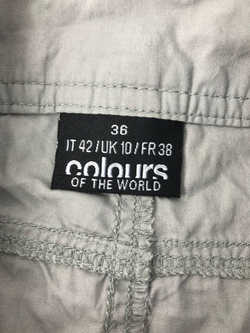 36
IT 42/UK 10/FR 38
colours
OF THE WORLD